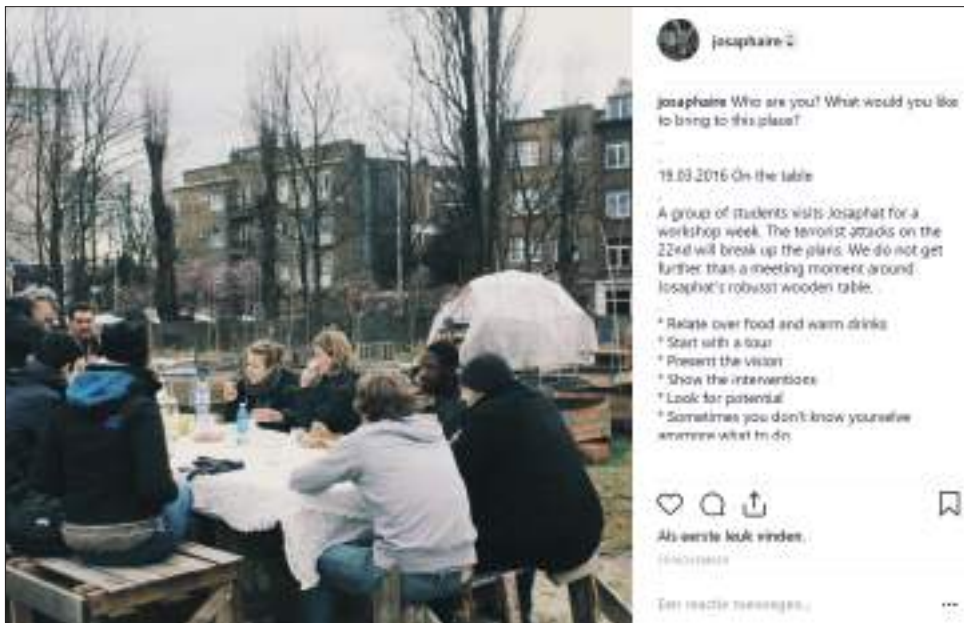 josaphaire
josaphaire Who are you? What would you like
to bring to this place?
.
.
19.03.2016 On the table
A group of students visits Josaphat for a
workshop week. The terrorist attacks on the
22nd will break up the plans. We do not get
further than a meeting moment around
Josaphat's robusst wooden table.
* Relate over food and warm drinks
* Start with a tour
* Present the vision
* Show the interventions
* Look for potential
* Sometimes you don't know yourselve
anymore what to do
Als eerste leuk vinden.
Een reactie toevoegen...